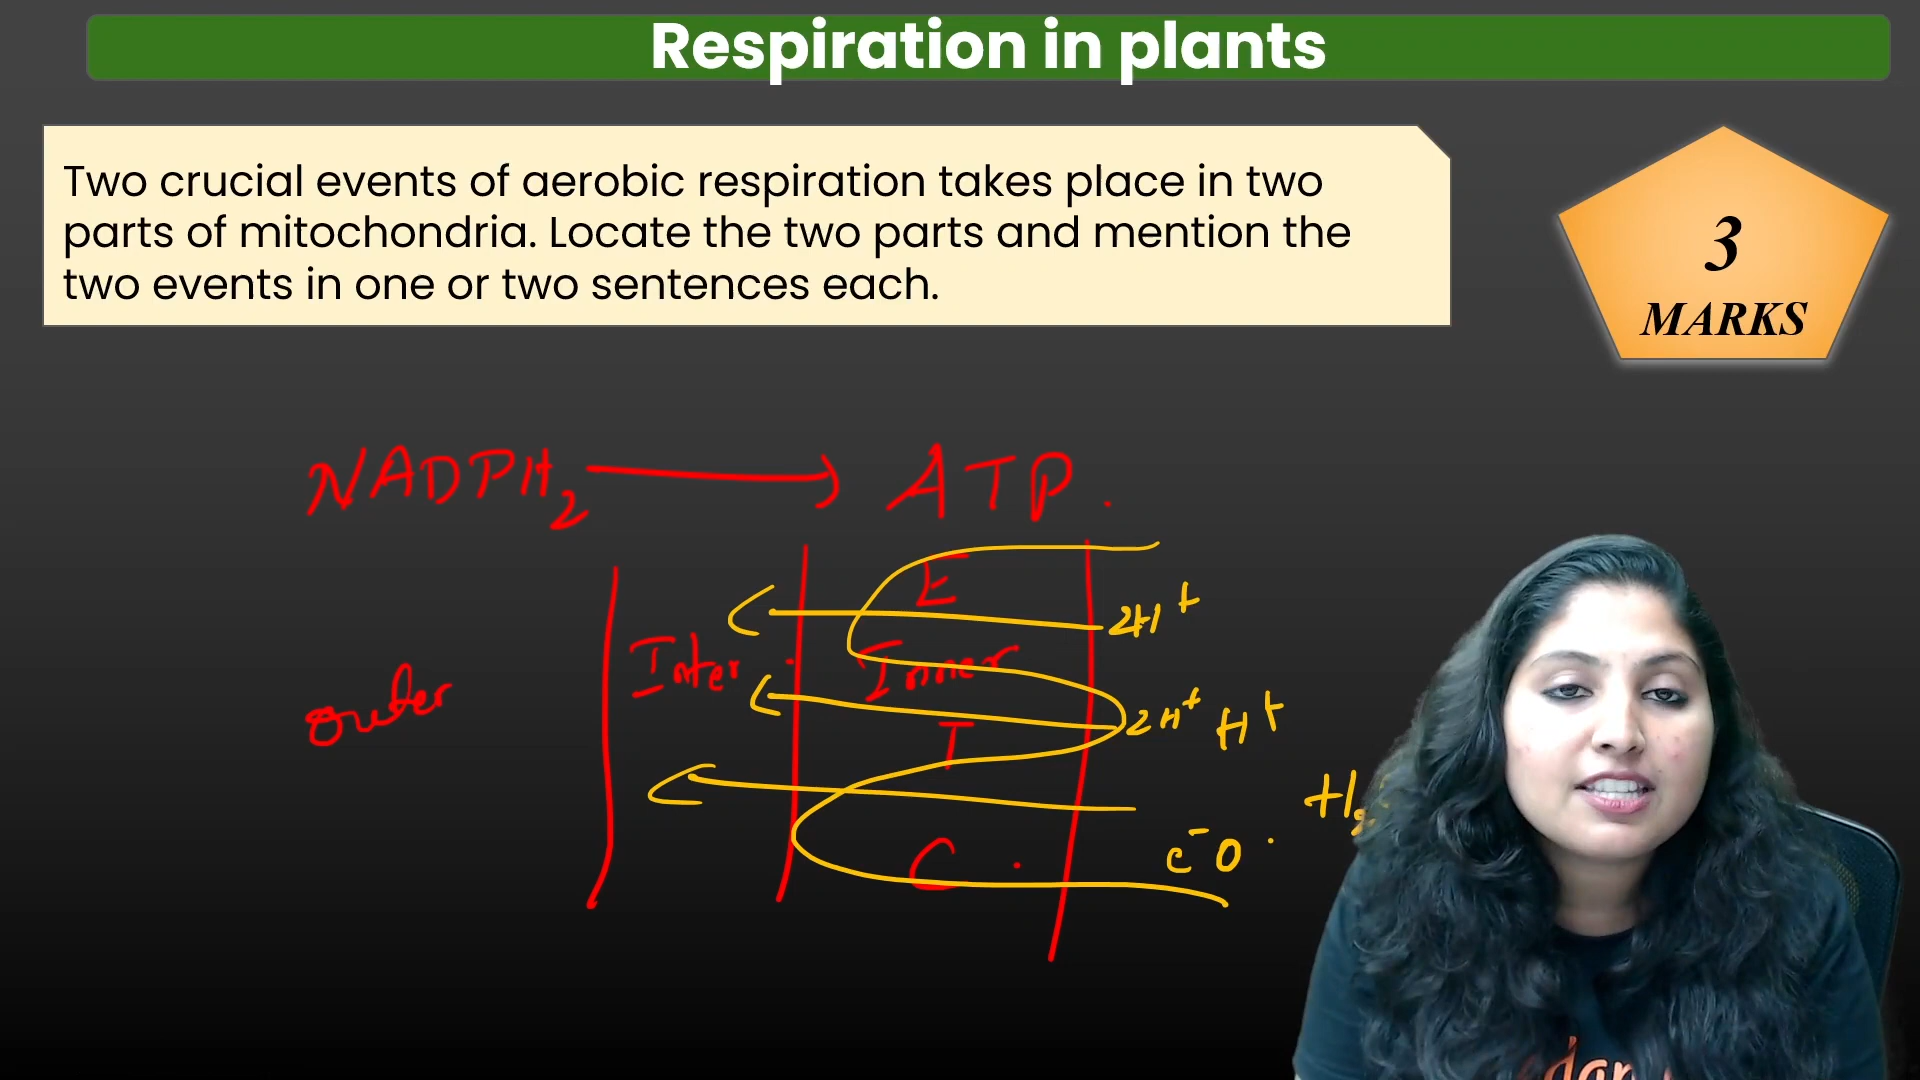 Respiration in plants
Two crucial events of aerobic respiration takes place in two
parts of mitochondria. Locate the two parts and mention the
two events in one or two sentences each.
3
MARKS
NADPH₂ → ATP.
E
2H⁺
Inter
Inner
outer
2H⁺ H⁺
T
H₂
C
e⁻ O